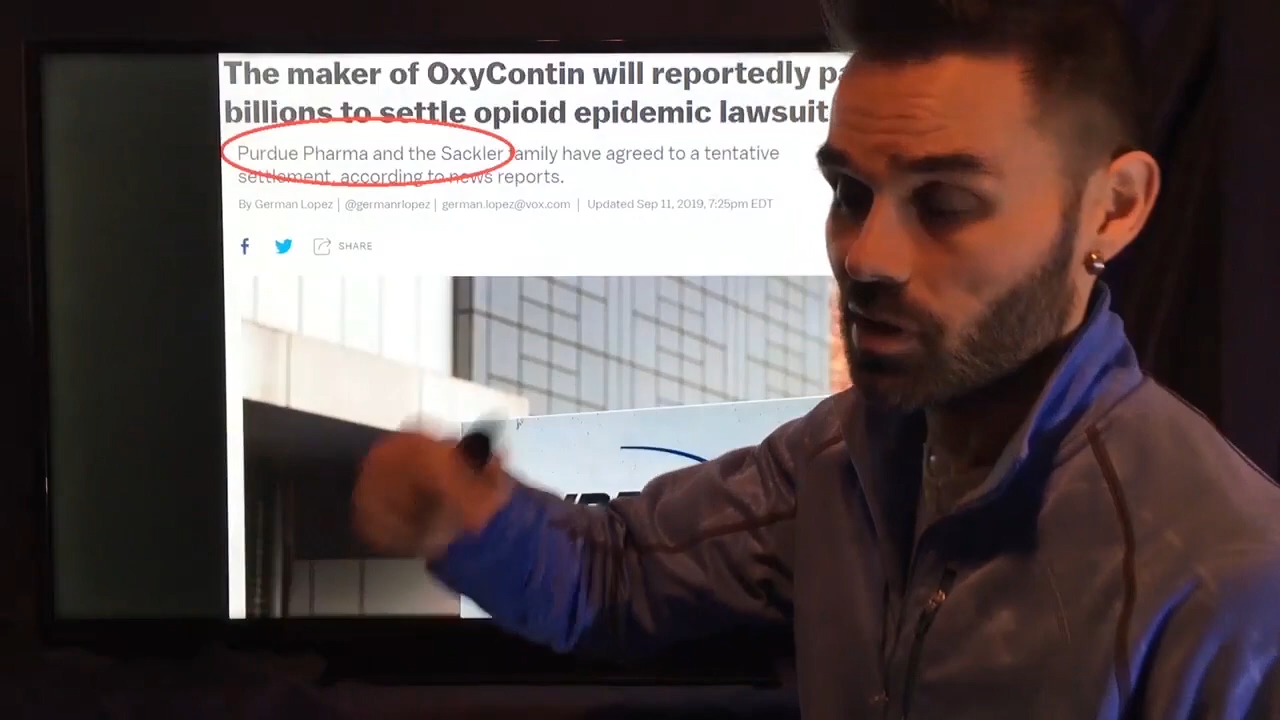 The maker of OxyContin will reportedly
billions to settle opioid epidemic lawsuit
Purdue Pharma and the Sackler family have agreed to a tentative
settlement, according to news reports.
By German Lopez | @germanrlopez | german.lopez@vox.com | Updated Sep 11, 2019, 7:25pm EDT
SHARE